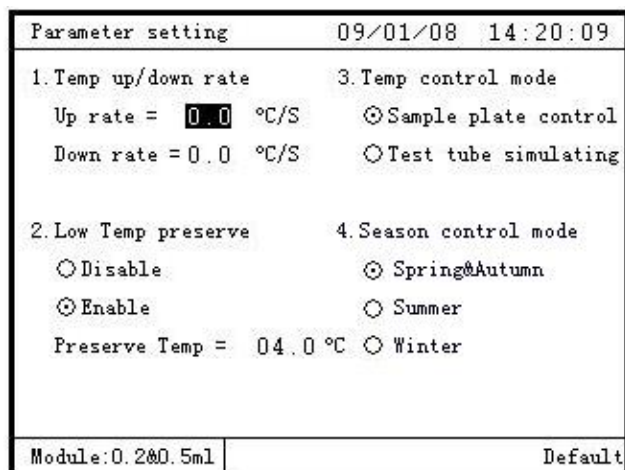 Parameter setting 09/01/08 14:20:09
1.Temp up/down rate
Up rate = 0.0 °C/S
Down rate = 0.0 °C/S
3.Temp control mode
Sample plate control
Test tube simulating
2.Low Temp preserve
Disable
Enable
Preserve Temp = 04.0 °C
4.Season control mode
Spring&Autumn
Summer
Winter
Module:0.2&0.5ml Default